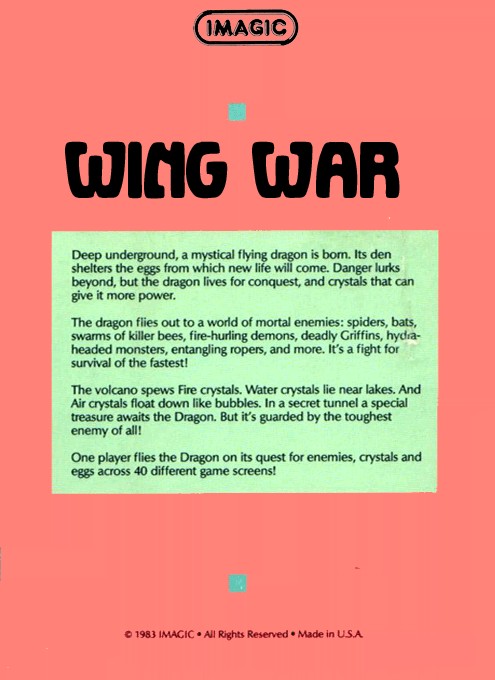 IMAGIC
WING WAR
Deep underground, a mystical flying dragon is born. Its den
shelters the eggs from which new life will come. Danger lurks
beyond, but the dragon lives for conquest, and crystals that can
give it more power.
The dragon flies out to a world of mortal enemies: spiders, bats,
swarms of killer bees, fire-hurling demons, deadly Griffins, hydra-
headed monsters, entangling ropers, and more. It's a fight for
survival of the fastest!
The volcano spews Fire crystals. Water crystals lie near lakes. And
Air crystals float down like bubbles. In a secret tunnel a special
treasure awaits the Dragon. But it's guarded by the toughest
enemy of all!
One player flies the Dragon on its quest for enemies, crystals and
eggs across 40 different game screens!
© 1983 IMAGIC • All Rights Reserved • Made in U.S.A.